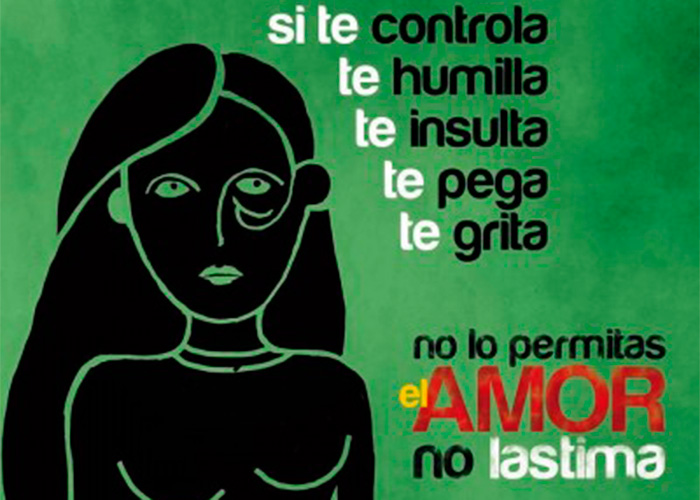 si te controla
te humilla
te insulta
te pega
te grita
no lo permitas
el AMOR
no lastima